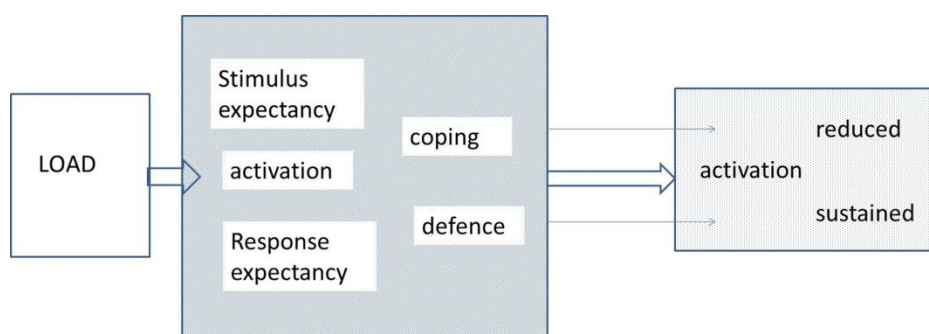 LOAD
Stimulus
expectancy
activation
Response
expectancy
coping
defence
reduced
activation
sustained